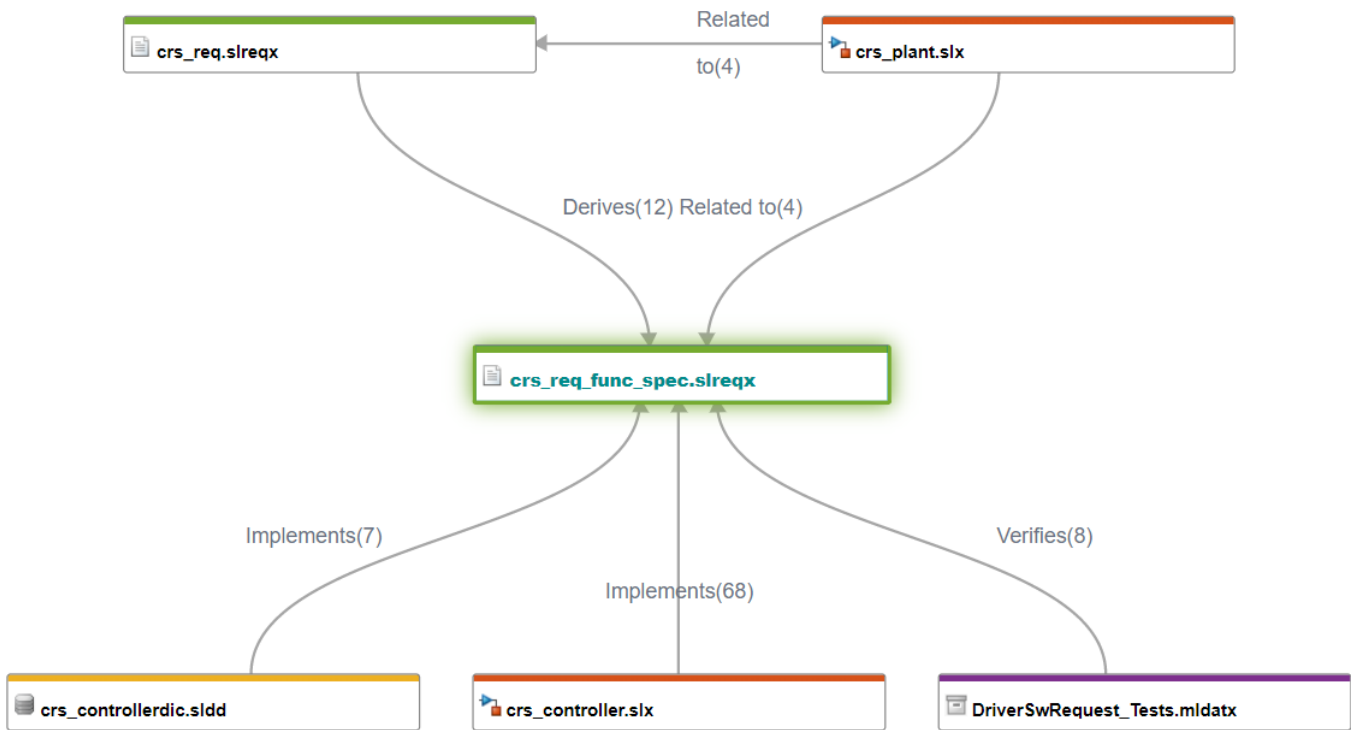 Related
crs_req.slreqx
crs_plant.slx
to(4)
Derives(12) Related to(4)
crs_req_func_spec.slreqx
Implements(7)
Verifies(8)
Implements(68)
crs_controllerdic.sldd
crs_controller.slx
DriverSwRequest_Tests.mldatx